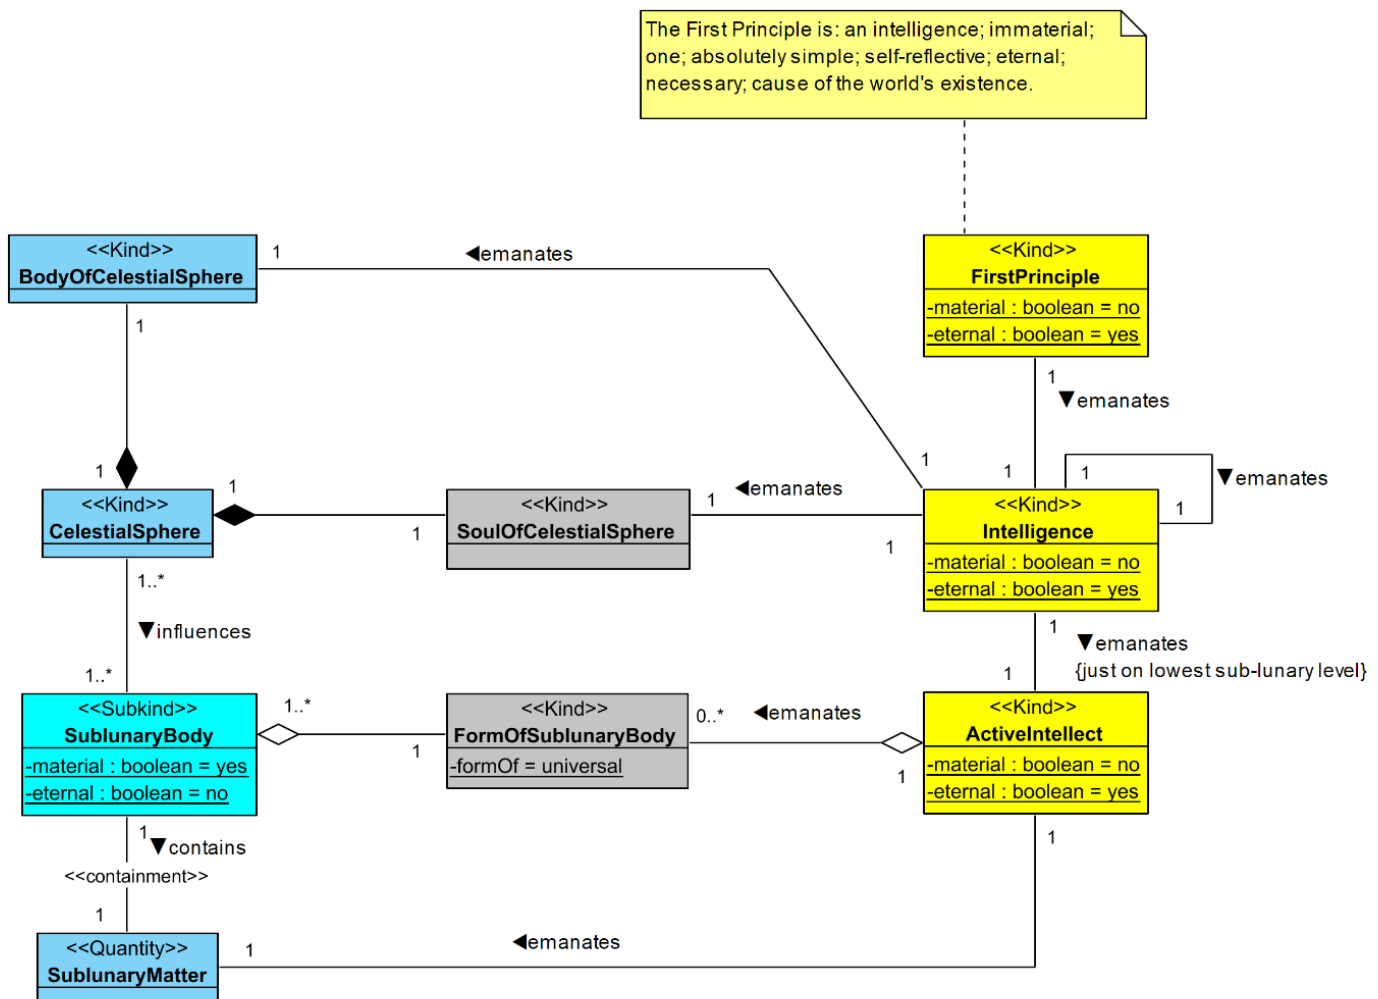 The First Principle is: an intelligence; immaterial;
one; absolutely simple; self-reflective; eternal;
necessary; cause of the world's existence.
<<Kind>>
BodyOfCelestialSphere
1
◀emanates
<<Kind>>
FirstPrinciple
-material : boolean = no
-eternal : boolean = yes
1
1
▼emanates
1
1
1
1
▼emanates
1
<<Kind>>
CelestialSphere
1
1
<<Kind>>
SoulOfCelestialSphere
1
◀emanates
1
<<Kind>>
Intelligence
-material : boolean = no
-eternal : boolean = yes
1..*
▼influences
1..*
1
▼emanates
{just on lowest sub-lunary level}
1
<<Subkind>>
SublunaryBody
-material : boolean = yes
-eternal : boolean = no
1..*
1
<<Kind>>
FormOfSublunaryBody
-formOf = universal
0..*
◀emanates
1
<<Kind>>
ActiveIntellect
-material : boolean = no
-eternal : boolean = yes
1
▼contains
<<containment>>
1
1
<<Quantity>>
SublunaryMatter
1
◀emanates